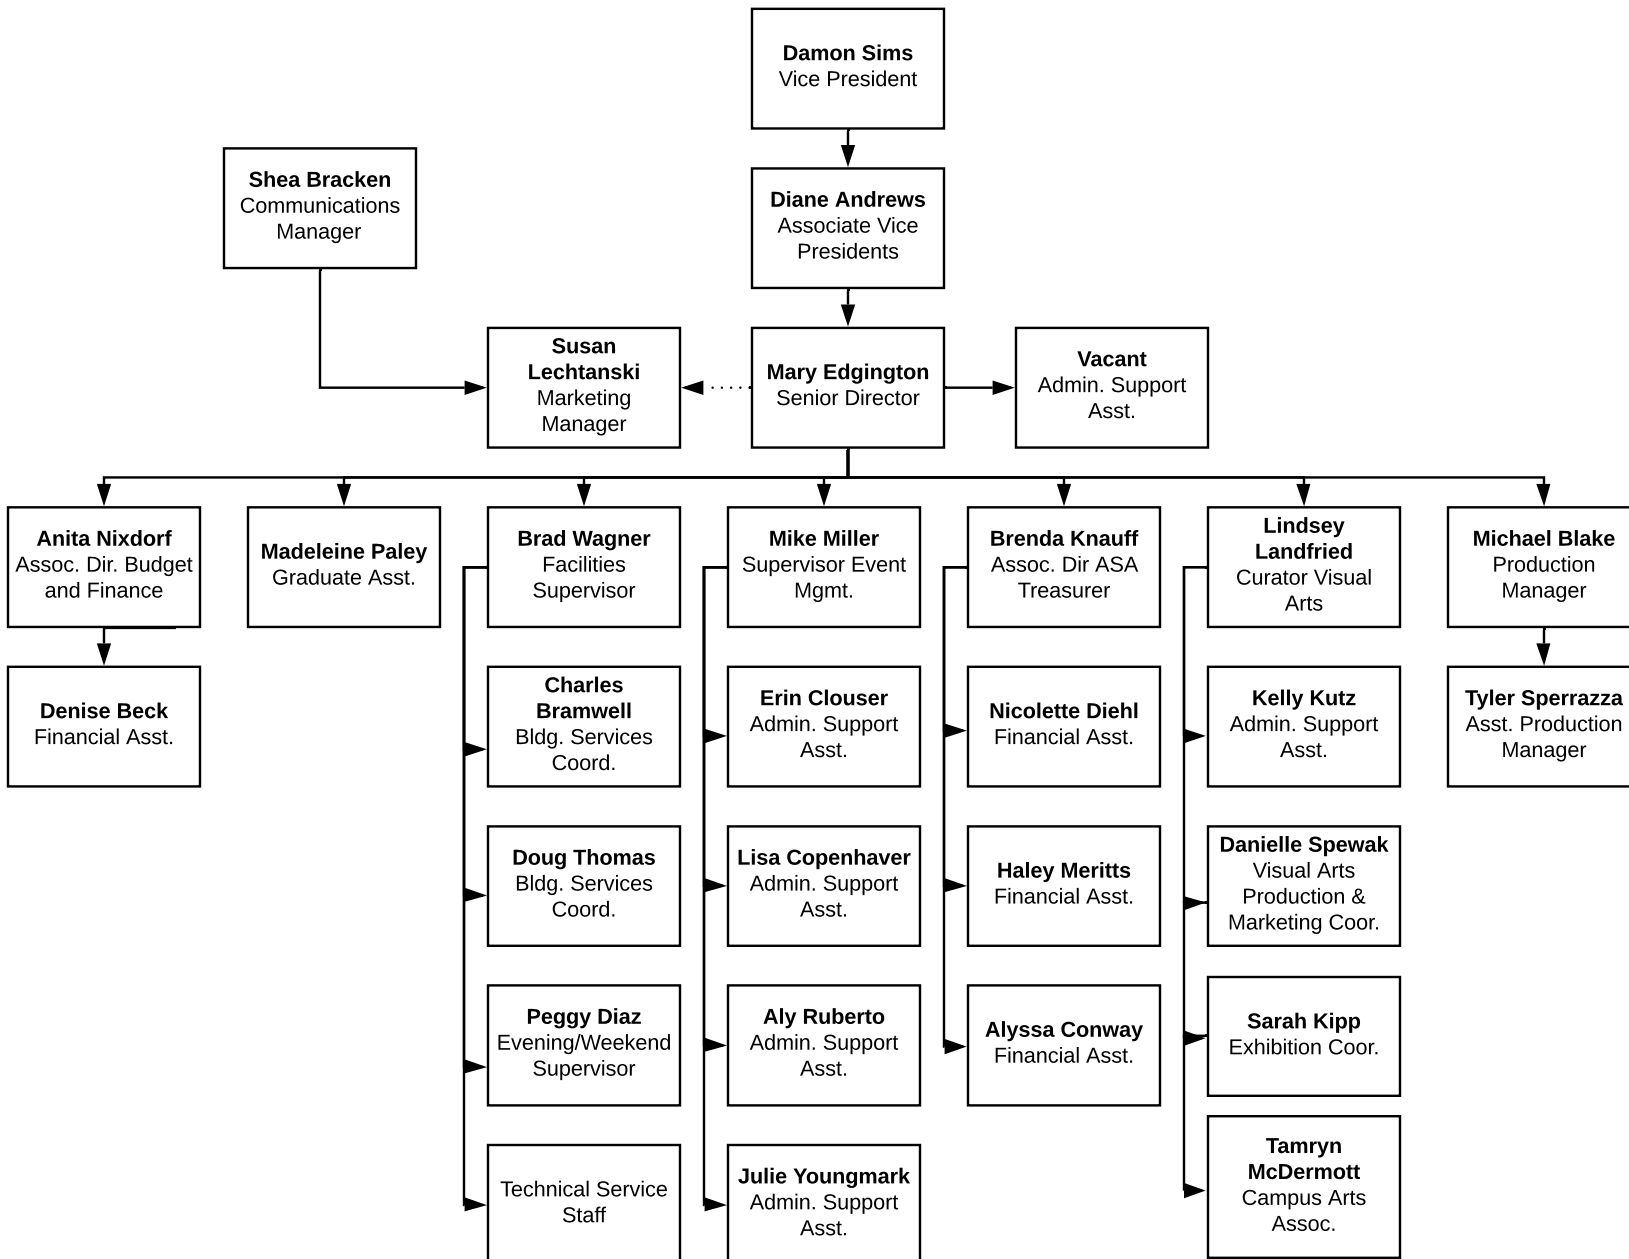 Damon Sims
Vice President
Shea Bracken
Communications
Manager
Diane Andrews
Associate Vice
Presidents
Susan
Lechtanski
Marketing
Manager
Mary Edgington
Senior Director
Vacant
Admin. Support
Asst.
Anita Nixdorf
Assoc. Dir. Budget
and Finance
Madeleine Paley
Graduate Asst.
Brad Wagner
Facilities
Supervisor
Mike Miller
Supervisor Event
Mgmt.
Brenda Knauff
Assoc. Dir ASA
Treasurer
Lindsey
Landfried
Curator Visual
Arts
Michael Blake
Production
Manager
Denise Beck
Financial Asst.
Charles
Bramwell
Bldg. Services
Coord.
Erin Clouser
Admin. Support
Asst.
Nicolette Diehl
Financial Asst.
Kelly Kutz
Admin. Support
Asst.
Tyler Sperrazza
Asst. Production
Manager
Doug Thomas
Bldg. Services
Coord.
Lisa Copenhaver
Admin. Support
Asst.
Haley Meritts
Financial Asst.
Danielle Spewak
Visual Arts
Production &
Marketing Coor.
Peggy Diaz
Evening/Weekend
Supervisor
Aly Ruberto
Admin. Support
Asst.
Alyssa Conway
Financial Asst.
Sarah Kipp
Exhibition Coor.
Technical Service
Staff
Julie Youngmark
Admin. Support
Asst.
Tamryn
McDermott
Campus Arts
Assoc.